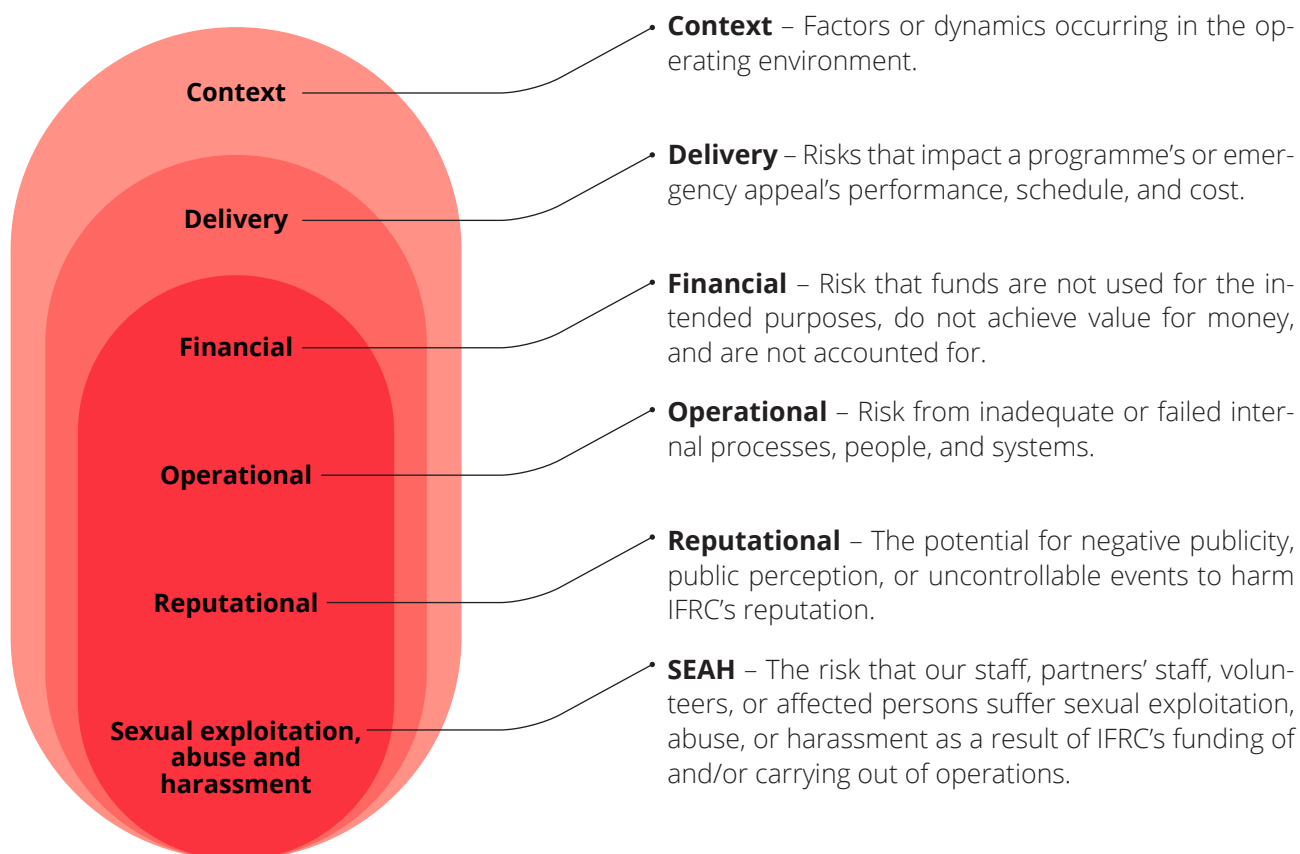 Context
Delivery
Financial
Operational
Reputational
Sexual exploitation,
abuse and
harassment
Context – Factors or dynamics occurring in the op-
erating environment.
Delivery – Risks that impact a programme’s or emer-
gency appeal’s performance, schedule, and cost.
Financial – Risk that funds are not used for the in-
tended purposes, do not achieve value for money,
and are not accounted for.
Operational – Risk from inadequate or failed inter-
nal processes, people, and systems.
Reputational – The potential for negative publicity,
public perception, or uncontrollable events to harm
IFRC’s reputation.
SEAH – The risk that our staff, partners’ staff, volun-
teers, or affected persons suffer sexual exploitation,
abuse, or harassment as a result of IFRC’s funding of
and/or carrying out of operations.